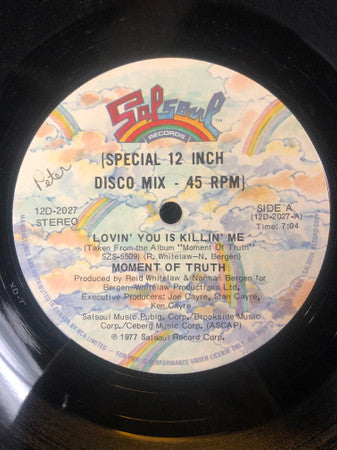 Salsoul
RECORDS
TM
(SPECIAL 12 INCH
DISCO MIX - 45 RPM)
Peter
12D-2027
STEREO
SIDE A
(12D-2027-A)
Time: 7:04
LOVIN' YOU IS KILLIN' ME
(Taken From the Album "Moment Of Truth"
SZS-5509) (R. Whitelaw-N. Bergen)
MOMENT OF TRUTH
Produced by Reid Whitelaw & Norman Bergen for
Bergen-Whitelaw Productions Ltd.
Executive Producers: Joe Cayre, Stan Cayre,
Ken Cayre
Salsoul Music Publg. Corp./Brookside Music
Corp./Ceberg Music Corp. (ASCAP)
© 1977 Salsoul Record Corp.